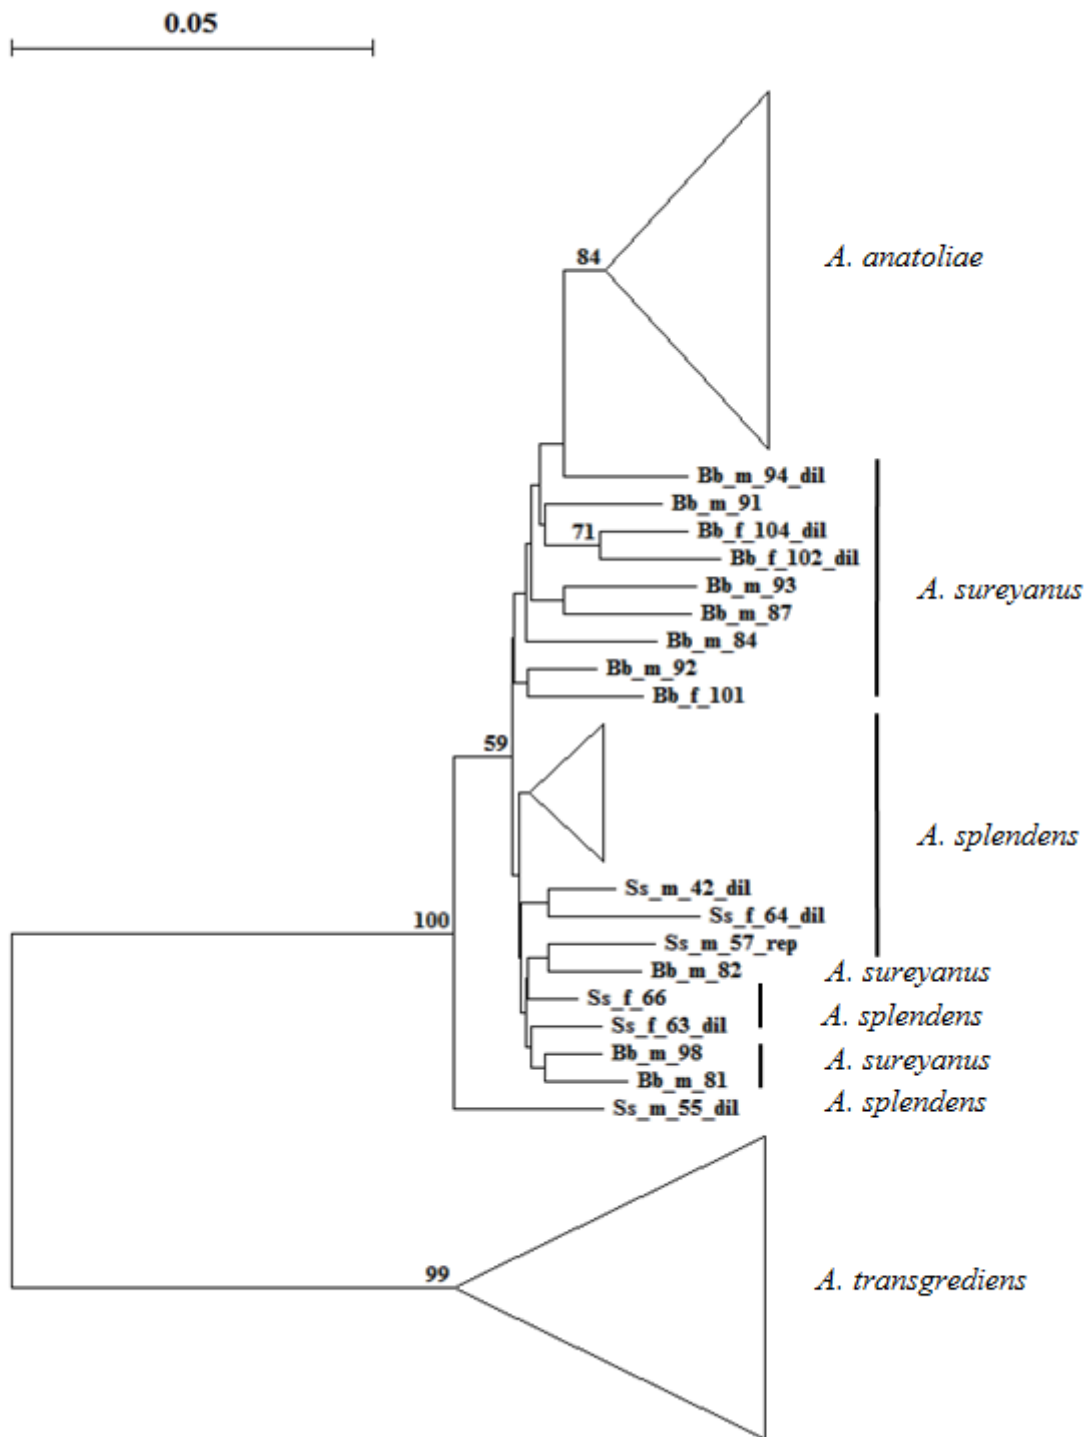 0.05
84
A. anatoliae
Bb_m_94_dil
Bb_m_91
71
Bb_f_104_dil
Bb_f_102_dil
Bb_m_93
A. sureyanus
Bb_m_87
Bb_m_84
Bb_m_92
Bb_f_101
59
A. splendens
Ss_m_42_dil
100
Ss_f_64_dil
Ss_m_57_rep
Bb_m_82
A. sureyanus
Ss_f_66
A. splendens
Ss_f_63_dil
Bb_m_98
A. sureyanus
Bb_m_81
A. splendens
Ss_m_55_dil
99
A. transgrediens